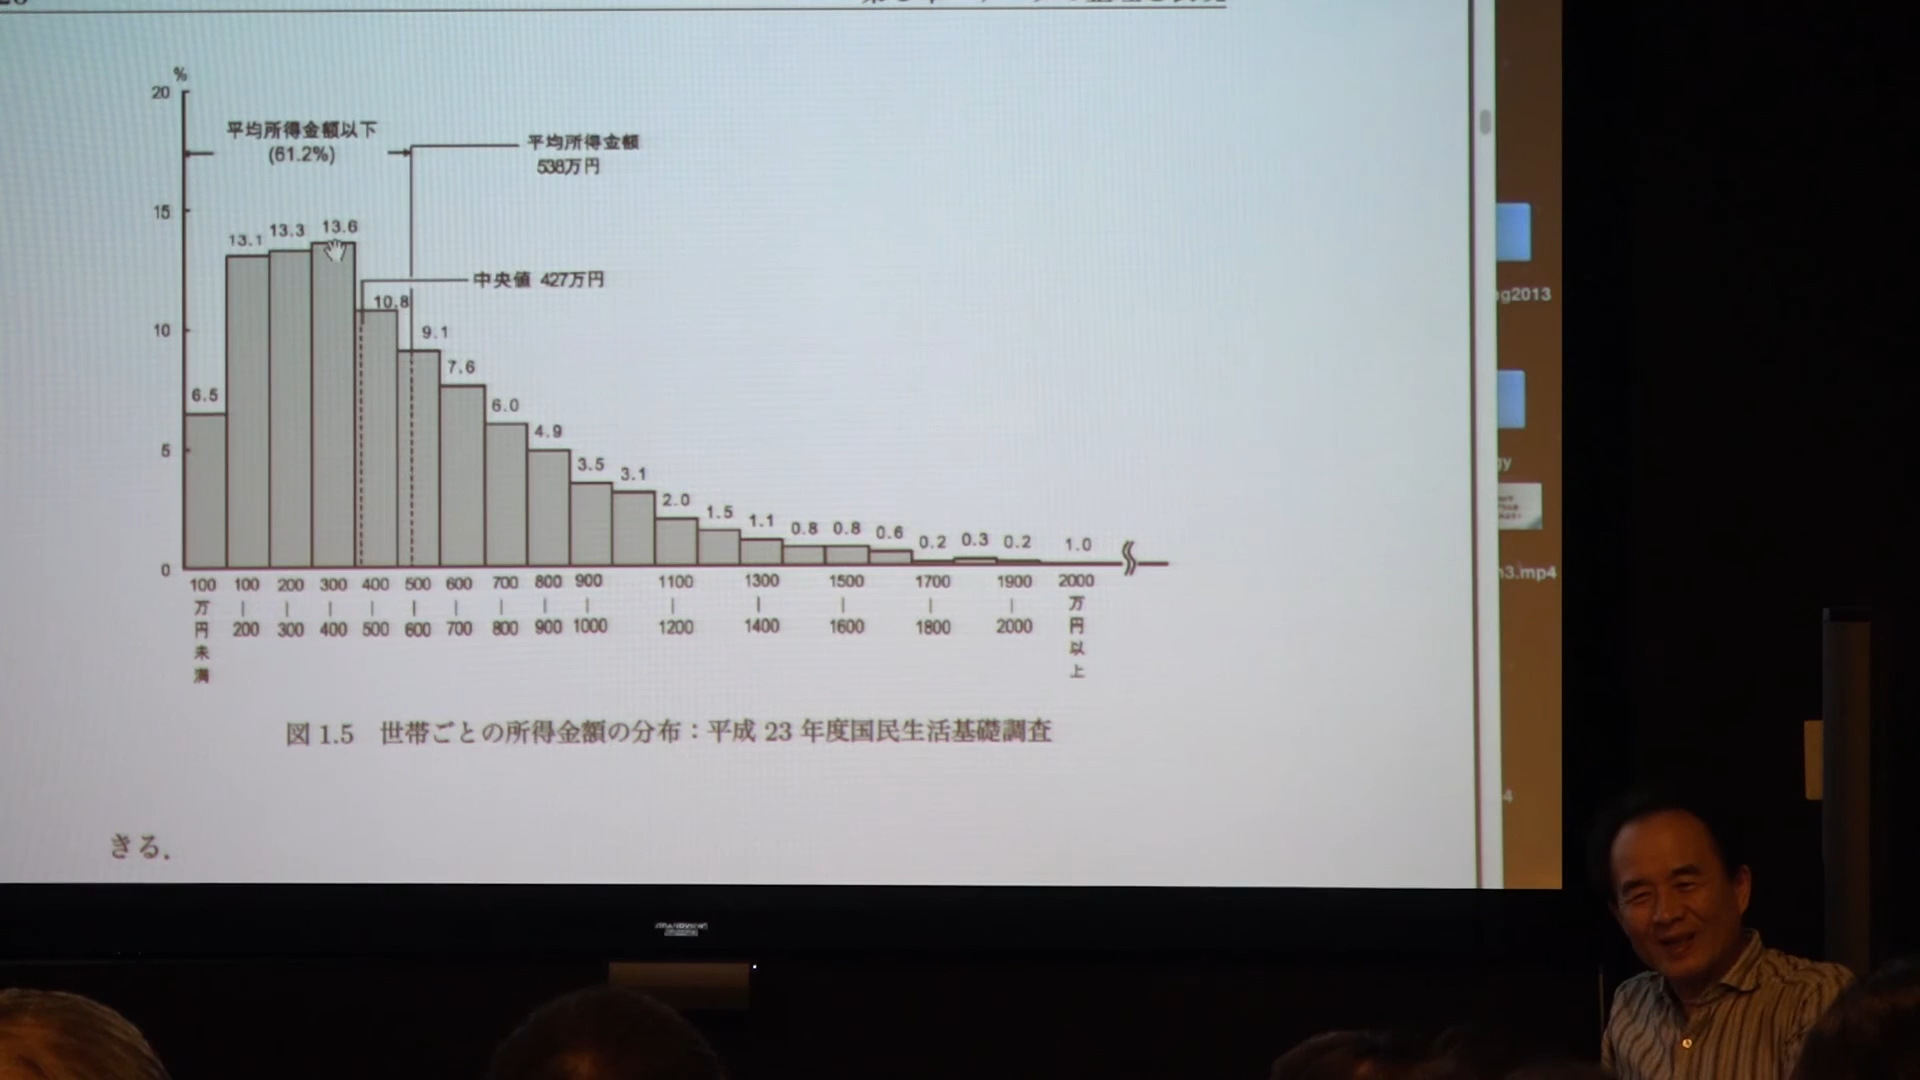 %
20
平均所得金額以下
(61.2%)
平均所得金額
538万円
15
13.1
13.3
13.6
中央値 427万円
10.8
10
9.1
7.6
6.5
6.0
4.9
5
3.5
3.1
2.0
1.5
1.1
0.8
0.8
0.6
0.2
0.3
0.2
1.0
0
100 100 200 300 400 500 600 700 800 900 1100 1300 1500 1700 1900 2000
万円未満
200 300 400 500 600 700 800 900 1000 1200 1400 1600 1800 2000
万円以上
図 1.5 世帯ごとの所得金額の分布：平成 23 年度国民生活基礎調査
きる．
g2013
gy
3.mp4